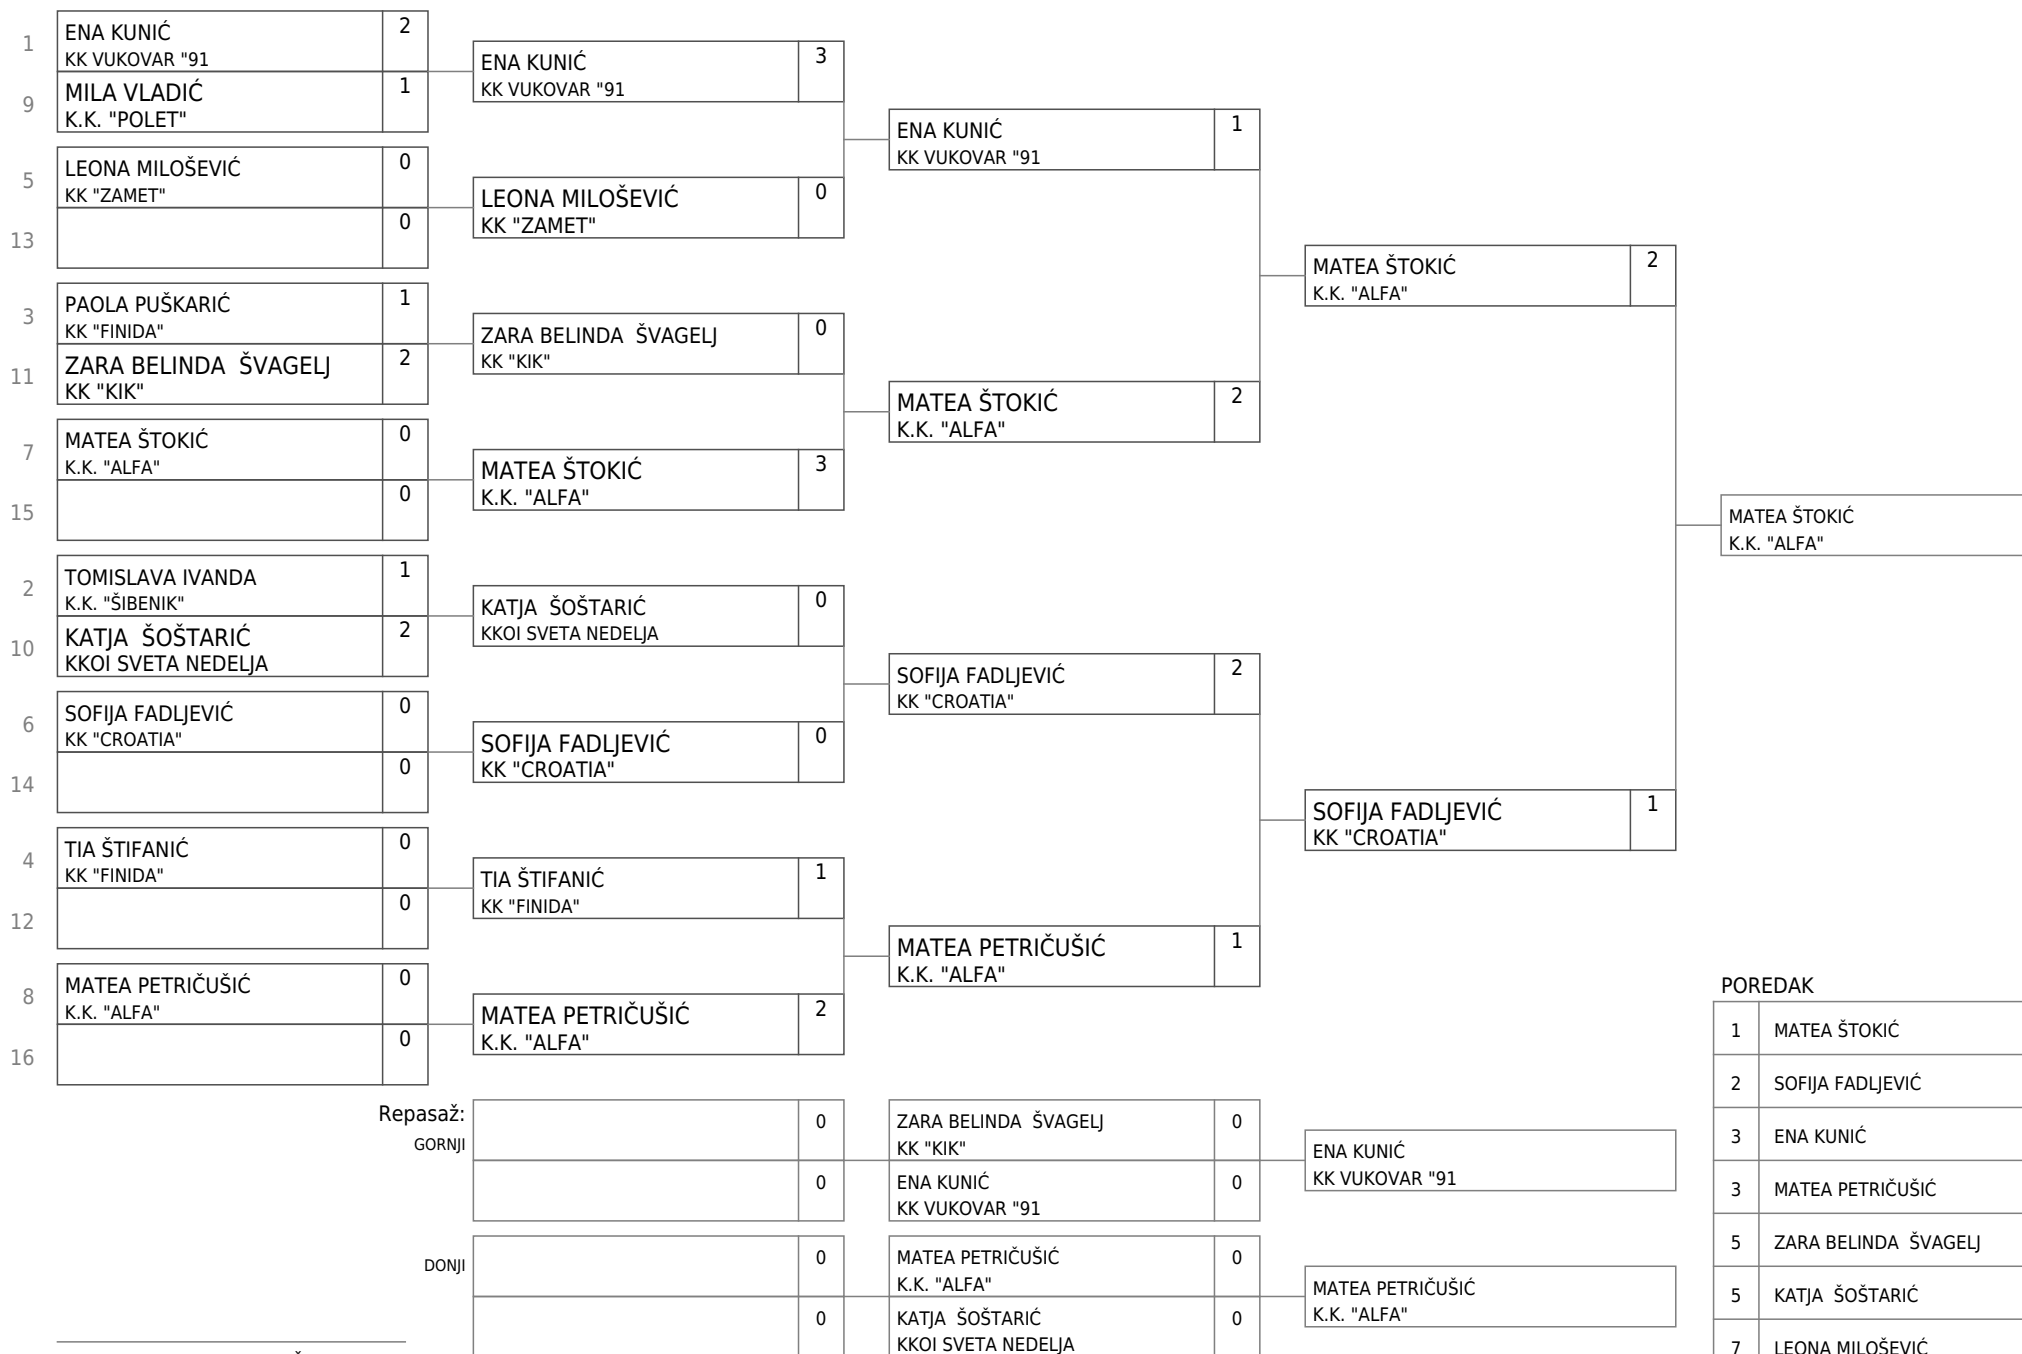 1
ENA KUNIĆ
2
KK VUKOVAR "91
9
MILA VLADIĆ
1
K.K. "POLET"
5
LEONA MILOŠEVIĆ
0
KK "ZAMET"
13
0
3
PAOLA PUŠKARIĆ
1
KK "FINIDA"
11
ZARA BELINDA  ŠVAGELJ
2
KK "KIK"
7
MATEA ŠTOKIĆ
0
K.K. "ALFA"
15
0
2
TOMISLAVA IVANDA
1
K.K. "ŠIBENIK"
10
KATJA  ŠOŠTARIĆ
2
KKOI SVETA NEDELJA
6
SOFIJA FADLJEVIĆ
0
KK "CROATIA"
14
0
4
TIA ŠTIFANIĆ
0
KK "FINIDA"
12
0
8
MATEA PETRIČUŠIĆ
0
K.K. "ALFA"
16
0
ENA KUNIĆ
3
KK VUKOVAR "91
LEONA MILOŠEVIĆ
0
KK "ZAMET"
ZARA BELINDA  ŠVAGELJ
0
KK "KIK"
MATEA ŠTOKIĆ
3
K.K. "ALFA"
KATJA  ŠOŠTARIĆ
0
KKOI SVETA NEDELJA
SOFIJA FADLJEVIĆ
0
KK "CROATIA"
TIA ŠTIFANIĆ
1
KK "FINIDA"
MATEA PETRIČUŠIĆ
2
K.K. "ALFA"
ENA KUNIĆ
1
KK VUKOVAR "91
MATEA ŠTOKIĆ
2
K.K. "ALFA"
SOFIJA FADLJEVIĆ
2
KK "CROATIA"
MATEA PETRIČUŠIĆ
1
K.K. "ALFA"
MATEA ŠTOKIĆ
2
K.K. "ALFA"
SOFIJA FADLJEVIĆ
1
KK "CROATIA"
MATEA ŠTOKIĆ
K.K. "ALFA"
Repasaž:
GORNJI
0
0
ZARA BELINDA  ŠVAGELJ
0
KK "KIK"
ENA KUNIĆ
0
KK VUKOVAR "91
ENA KUNIĆ
KK VUKOVAR "91
DONJI
0
0
MATEA PETRIČUŠIĆ
0
K.K. "ALFA"
KATJA  ŠOŠTARIĆ
0
KKOI SVETA NEDELJA
MATEA PETRIČUŠIĆ
K.K. "ALFA"
POREDAK
1 MATEA ŠTOKIĆ
2 SOFIJA FADLJEVIĆ
3 ENA KUNIĆ
3 MATEA PETRIČUŠIĆ
5 ZARA BELINDA  ŠVAGELJ
5 KATJA  ŠOŠTARIĆ
7 LEONA MILOŠEVIĆ